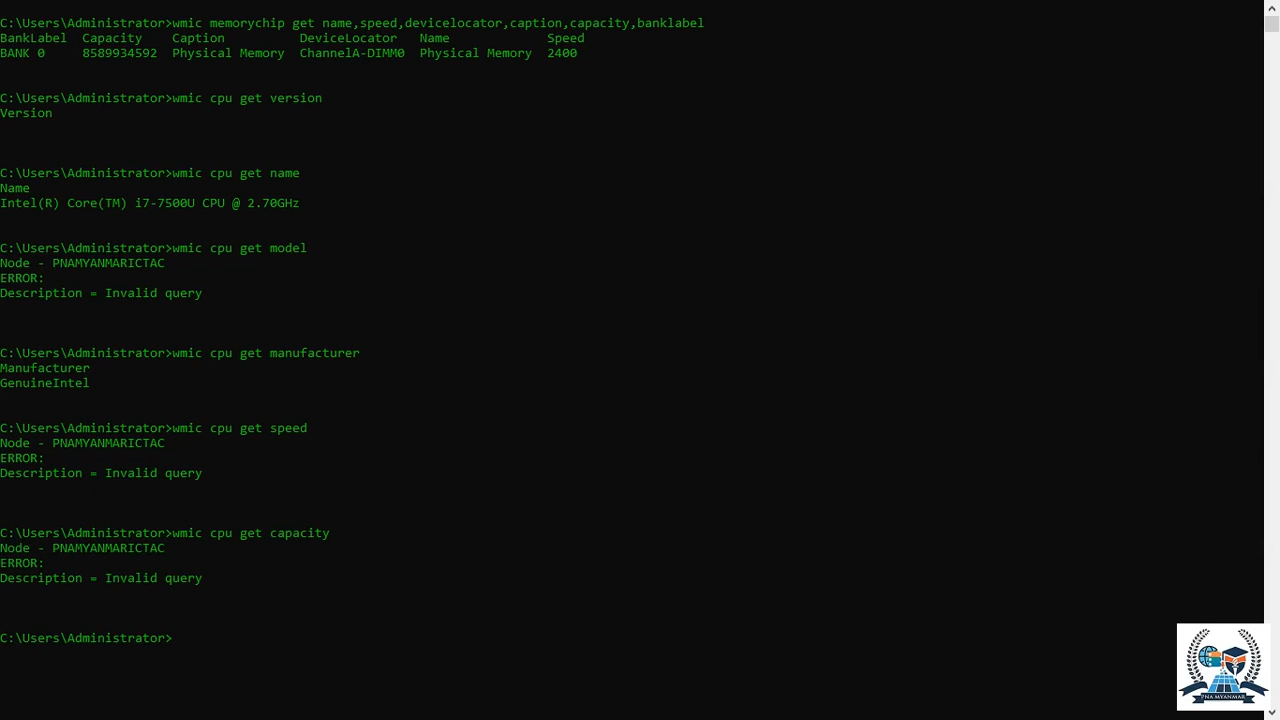 C:\Users\Administrator>wmic memorychip get name,speed,devicelocator,caption,capacity,banklabel
BankLabel  Capacity    Caption          DeviceLocator   Name             Speed
BANK 0     8589934592  Physical Memory  ChannelA-DIMM0  Physical Memory  2400
C:\Users\Administrator>wmic cpu get version
Version
C:\Users\Administrator>wmic cpu get name
Name
Intel(R) Core(TM) i7-7500U CPU @ 2.70GHz
C:\Users\Administrator>wmic cpu get model
Node - PNAMYANMARICTAC
ERROR:
Description = Invalid query
C:\Users\Administrator>wmic cpu get manufacturer
Manufacturer
GenuineIntel
C:\Users\Administrator>wmic cpu get speed
Node - PNAMYANMARICTAC
ERROR:
Description = Invalid query
C:\Users\Administrator>wmic cpu get capacity
Node - PNAMYANMARICTAC
ERROR:
Description = Invalid query
C:\Users\Administrator>
PNA MYANMAR